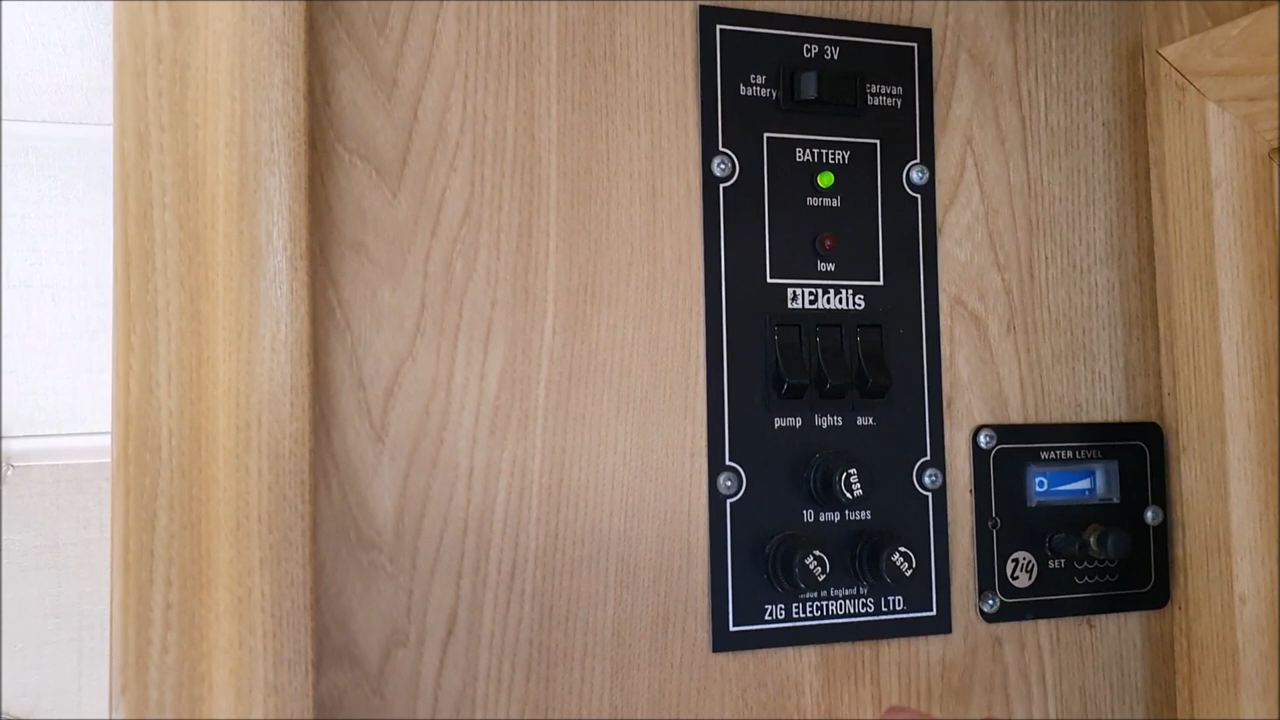 CP 3V
car
battery
caravan
battery
BATTERY
normal
low
Elddis
pump lights aux.
FUSE
10 amp fuses
FUSE FUSE
Made in England by
ZIG ELECTRONICS LTD.
WATER LEVEL
SET
Zig